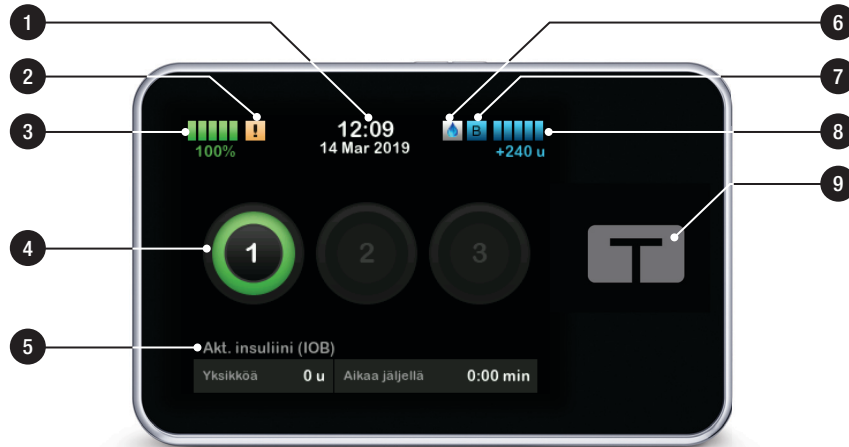 1
2
3
4
5
6
7
8
9
100%
!
12:09
14 Mar 2019
B
+240 u
1
2
3
T
Akt. insuliini (IOB)
Yksikköä 0 u Aikaa jäljellä 0:00 min